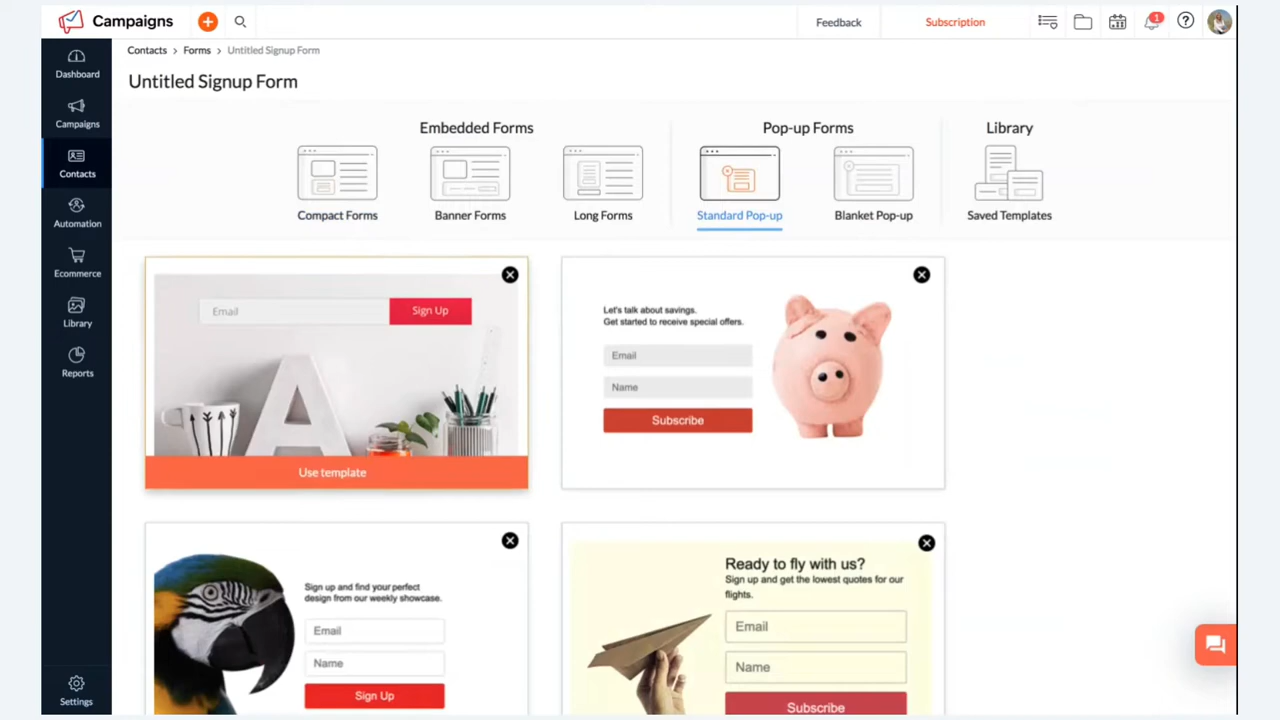 Campaigns
Feedback
Subscription
1
Dashboard
Campaigns
Contacts
Automation
Ecommerce
Library
Reports
Settings
Contacts > Forms > Untitled Signup Form
Untitled Signup Form
Embedded Forms
Pop-up Forms
Library
Compact Forms
Banner Forms
Long Forms
Standard Pop-up
Blanket Pop-up
Saved Templates
Email
Sign Up
A
Use template
Let's talk about savings.
Get started to receive special offers.
Email
Name
Subscribe
Sign up and find your perfect
design from our weekly showcase.
Email
Name
Sign Up
Ready to fly with us?
Sign up and get the lowest quotes for our
flights.
Email
Name
Subscribe